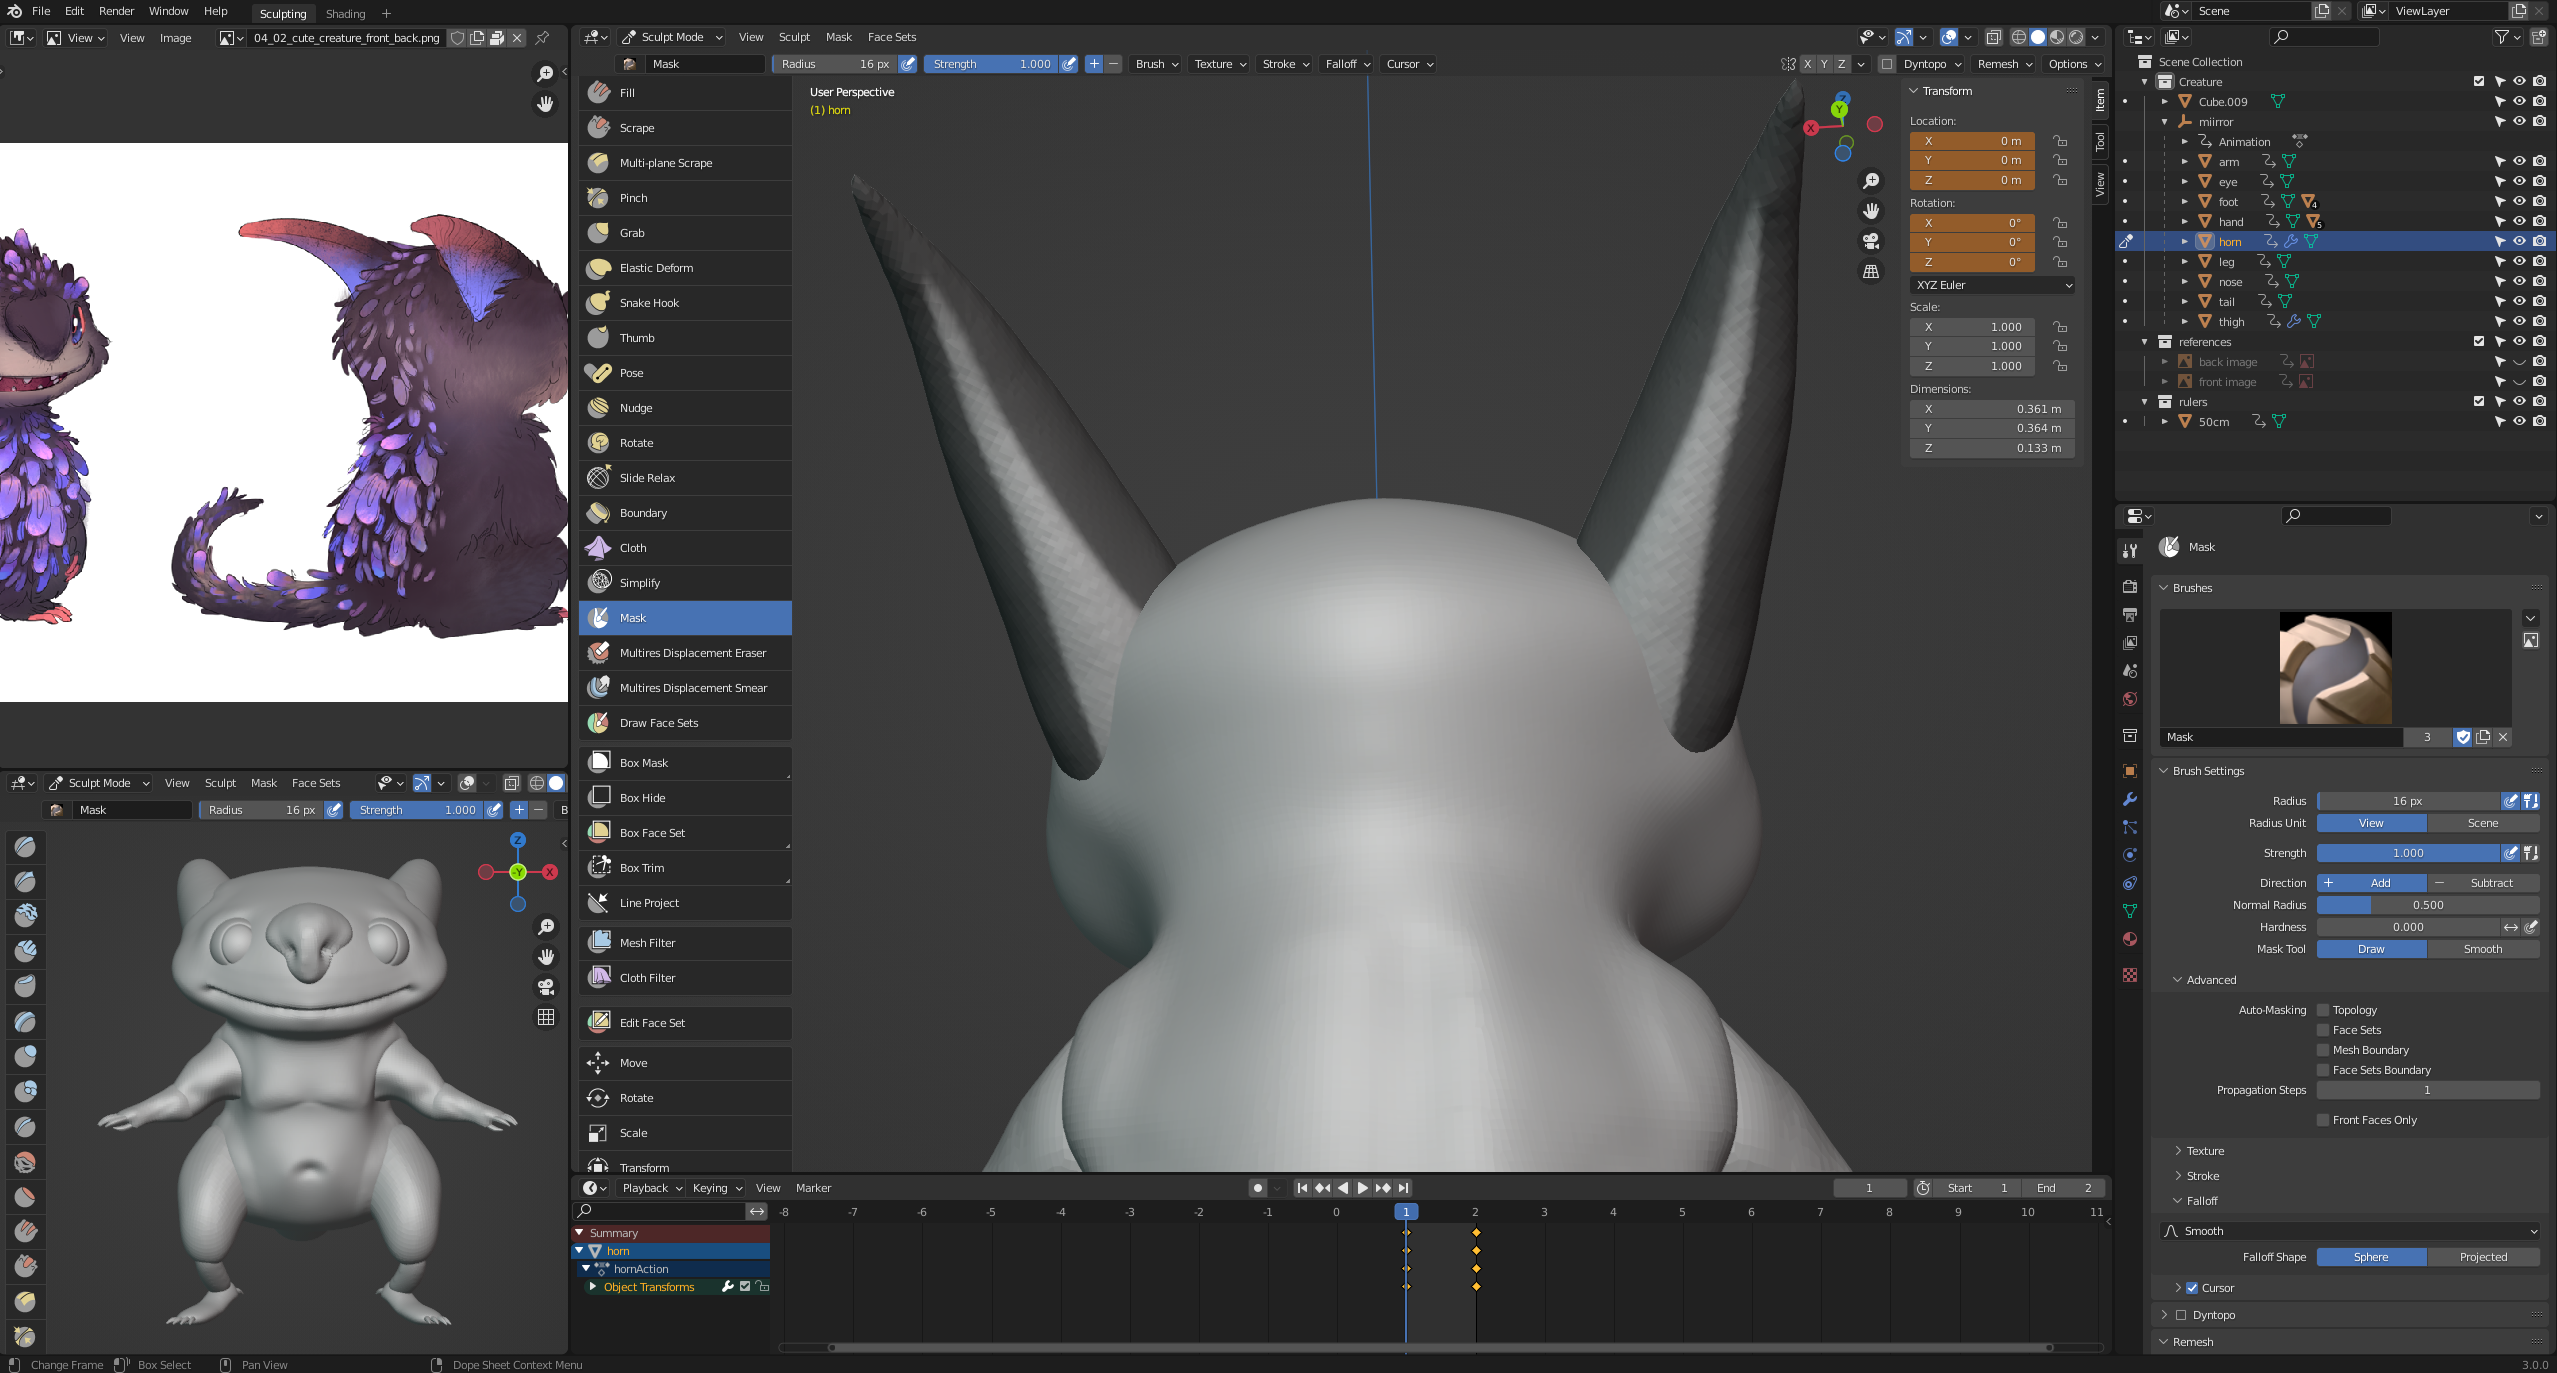 File Edit Render Window Help Sculpting Shading + Scene ViewLayer
View View Image 04_02_cute_creature_front_back.png
Sculpt Mode View Sculpt Mask Face Sets
Mask Radius 16 px Strength 1.000 Brush Texture Stroke Falloff Cursor X Y Z Dyntopo Remesh Options
Fill
Scrape
Multi-plane Scrape
Pinch
Grab
Elastic Deform
Snake Hook
Thumb
Pose
Nudge
Rotate
Slide Relax
Boundary
Cloth
Simplify
Mask
Multires Displacement Eraser
Multires Displacement Smear
Draw Face Sets
Box Mask
Box Hide
Box Face Set
Box Trim
Line Project
Mesh Filter
Cloth Filter
Edit Face Set
Move
Rotate
Scale
Transform
User Perspective
(1) horn
Z
Y
X
Transform
Location:
X 0 m
Y 0 m
Z 0 m
Rotation:
X 0°
Y 0°
Z 0°
XYZ Euler
Scale:
X 1.000
Y 1.000
Z 1.000
Dimensions:
X 0.361 m
Y 0.364 m
Z 0.133 m
Item
Tool
View
Scene Collection
Creature
Cube.009
miirror
Animation
arm
eye
foot 4
hand 5
horn
leg
nose
tail
thigh
references
back image
front image
rulers
50cm
Mask
Brushes
Mask 3
Brush Settings
Radius 16 px
Radius Unit View Scene
Strength 1.000
Direction Add Subtract
Normal Radius 0.500
Hardness 0.000
Mask Tool Draw Smooth
Advanced
Auto-Masking Topology
Face Sets
Mesh Boundary
Face Sets Boundary
Propagation Steps 1
Front Faces Only
Texture
Stroke
Falloff
Smooth
Falloff Shape Sphere Projected
Cursor
Dyntopo
Remesh
Sculpt Mode View Sculpt Mask Face Sets
Mask Radius 16 px Strength 1.000 B
Z
-Y X
Playback Keying View Marker 1 Start 1 End 2
-8 -7 -6 -5 -4 -3 -2 -1 0 1 2 3 4 5 6 7 8 9 10 11
Summary
horn
hornAction
Object Transforms
Change Frame Box Select Pan View Dope Sheet Context Menu 3.0.0